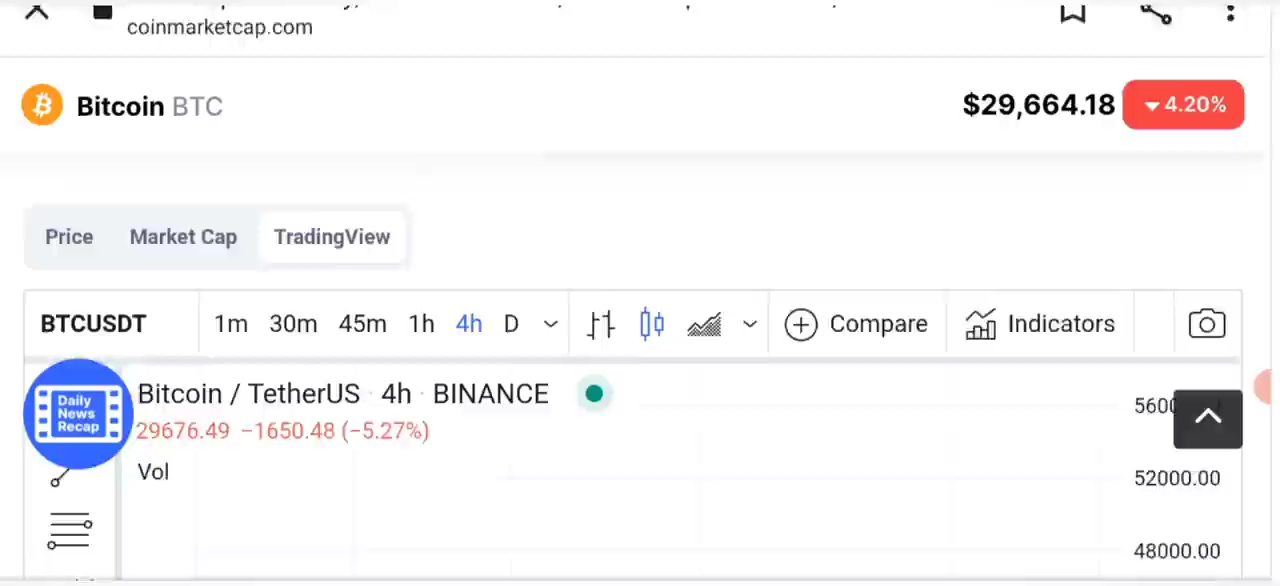 coinmarketcap.com
Bitcoin BTC
$29,664.18 4.20%
Price Market Cap TradingView
BTCUSDT 1m 30m 45m 1h 4h D Compare Indicators
Daily
News
Recap
Bitcoin / TetherUS · 4h · BINANCE
29676.49 −1650.48 (−5.27%)
Vol
52000.00
48000.00